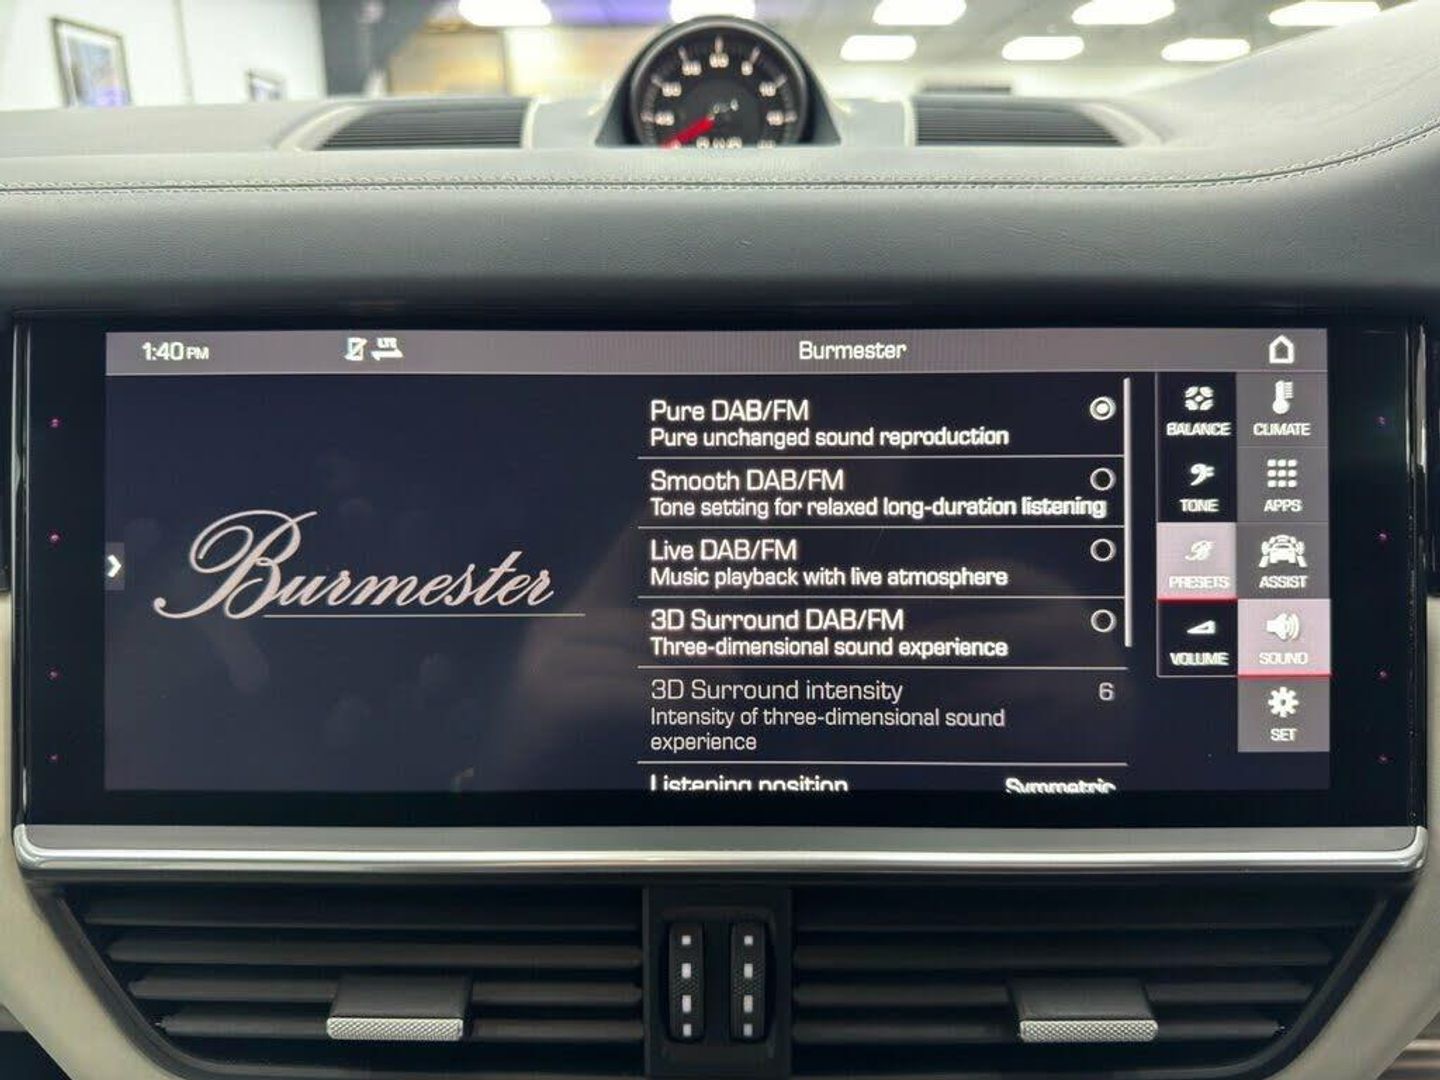 1:40 PM
LTE
Burmester
Burmester
Pure DAB/FM
Pure unchanged sound reproduction
Smooth DAB/FM
Tone setting for relaxed long-duration listening
Live DAB/FM
Music playback with live atmosphere
3D Surround DAB/FM
Three-dimensional sound experience
3D Surround intensity 6
Intensity of three-dimensional sound
experience
Listening position Symmetric
BALANCE
TONE
B
PRESETS
VOLUME
CLIMATE
APPS
ASSIST
SOUND
SET